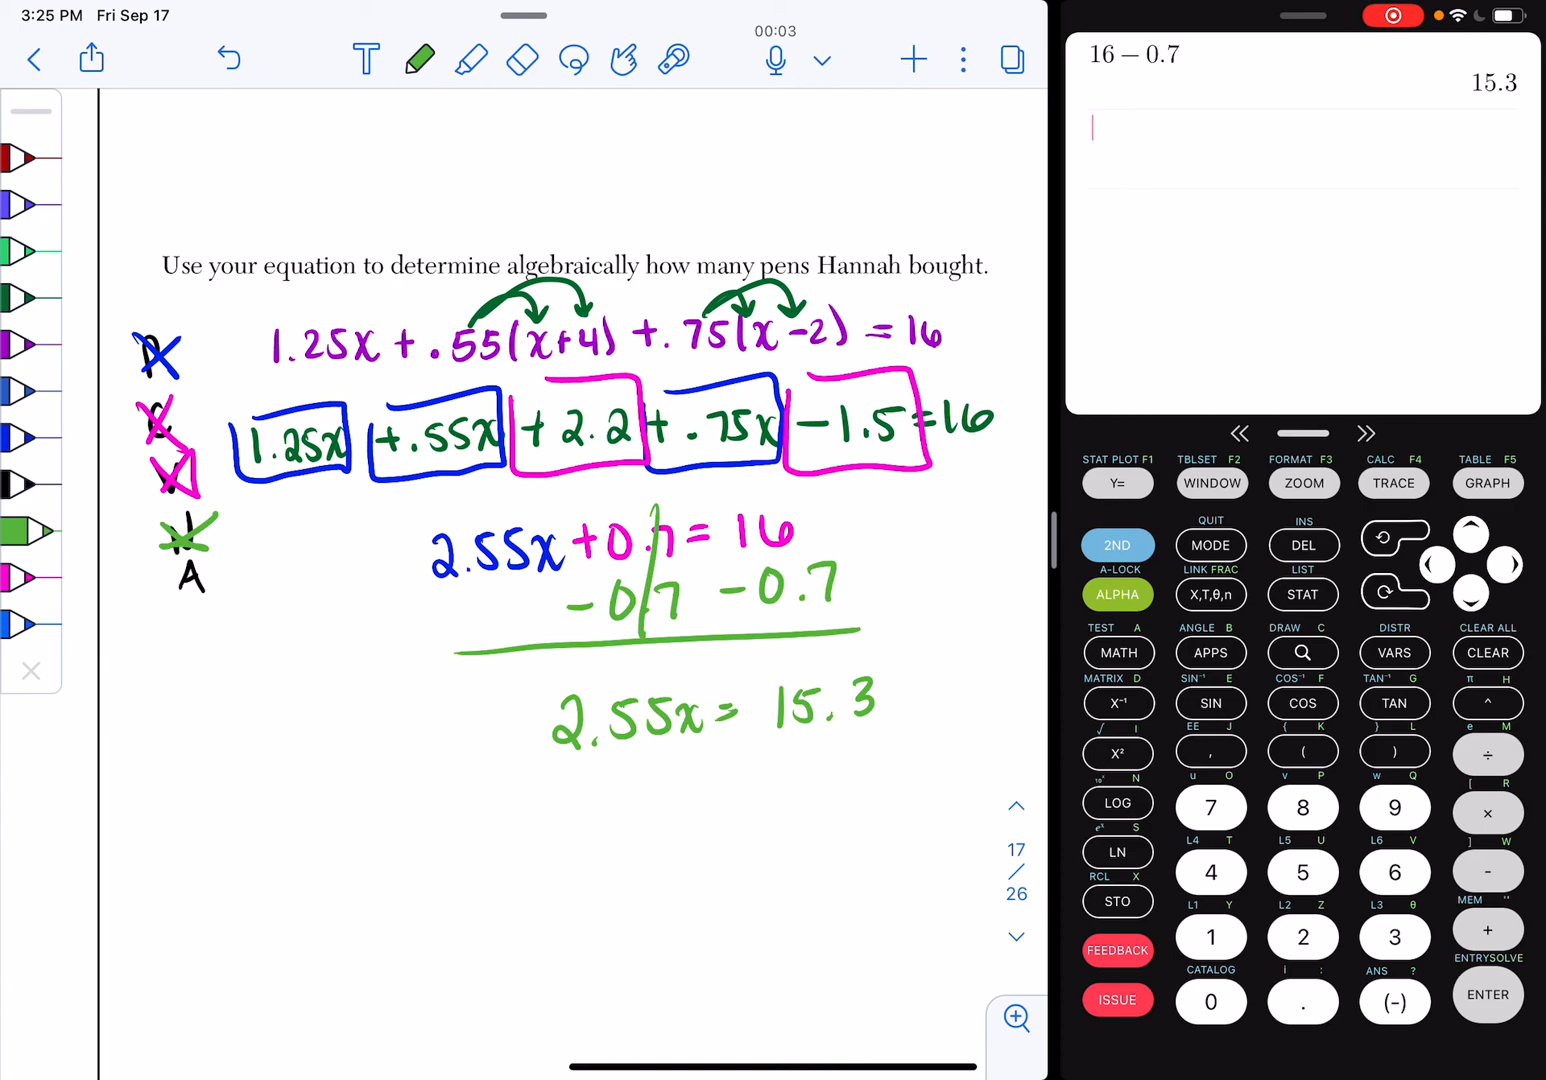 3:25 PM Fri Sep 17
00:03
T
Use your equation to determine algebraically how many pens Hannah bought.
1.25x + .55(x+4) + .75(x-2) = 16
1.25x +.55x + 2.2 + .75x - 1.5 = 16
2.55x + 0.7 = 16
- 0.7 - 0.7
2.55x = 15.3
A
17
/
26
16 − 0.7
15.3
STAT PLOT F1 TBLSET F2 FORMAT F3 CALC F4 TABLE F5
Y= WINDOW ZOOM TRACE GRAPH
QUIT INS
2ND MODE DEL
A-LOCK LINK FRAC LIST
ALPHA X,T,θ,n STAT
TEST A ANGLE B DRAW C DISTR CLEAR ALL
MATH APPS VARS CLEAR
MATRIX D SIN⁻¹ E COS⁻¹ F TAN⁻¹ G π H
X⁻¹ SIN COS TAN ^
√ I EE J { K } L e M
X² , ( ) ÷
10ˣ N u O v P w Q [ R
LOG 7 8 9 ×
eˣ S L4 T L5 U L6 V ] W
LN 4 5 6 -
RCL X L1 Y L2 Z L3 θ MEM "
STO 1 2 3 +
FEEDBACK
CATALOG i : ANS ? ENTRY SOLVE
ISSUE 0 . (-) ENTER